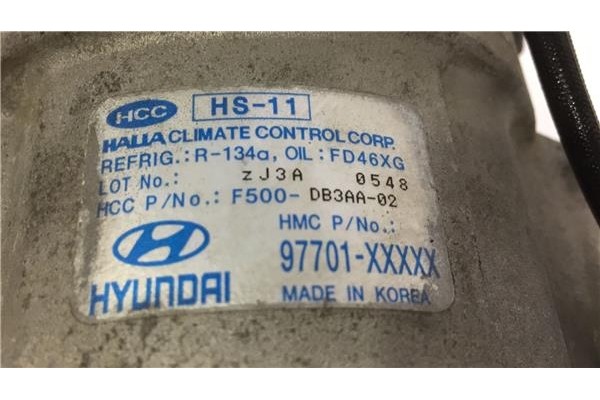 HCC HS-11
HALLA CLIMATE CONTROL CORP.
REFRIG.: R-134a, OIL: FD46XG
LOT No.: zJ3A 0548
HCC P/No.: F500-DB3AA-02
HMC P/No.:
97701-XXXXX
HYUNDAI MADE IN KOREA